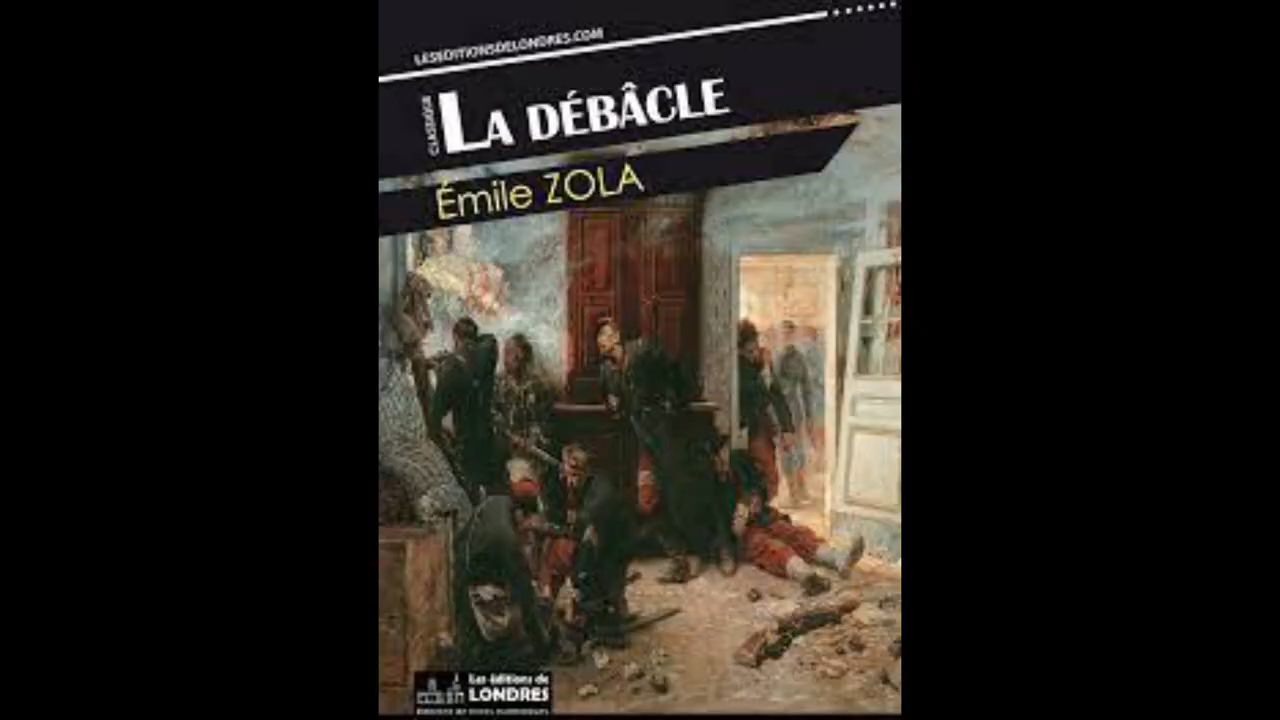 LESEDITIONSDELONDRES.COM
CLASSIQUE
LA DÉBÂCLE
Émile ZOLA
Les éditions de
LONDRES